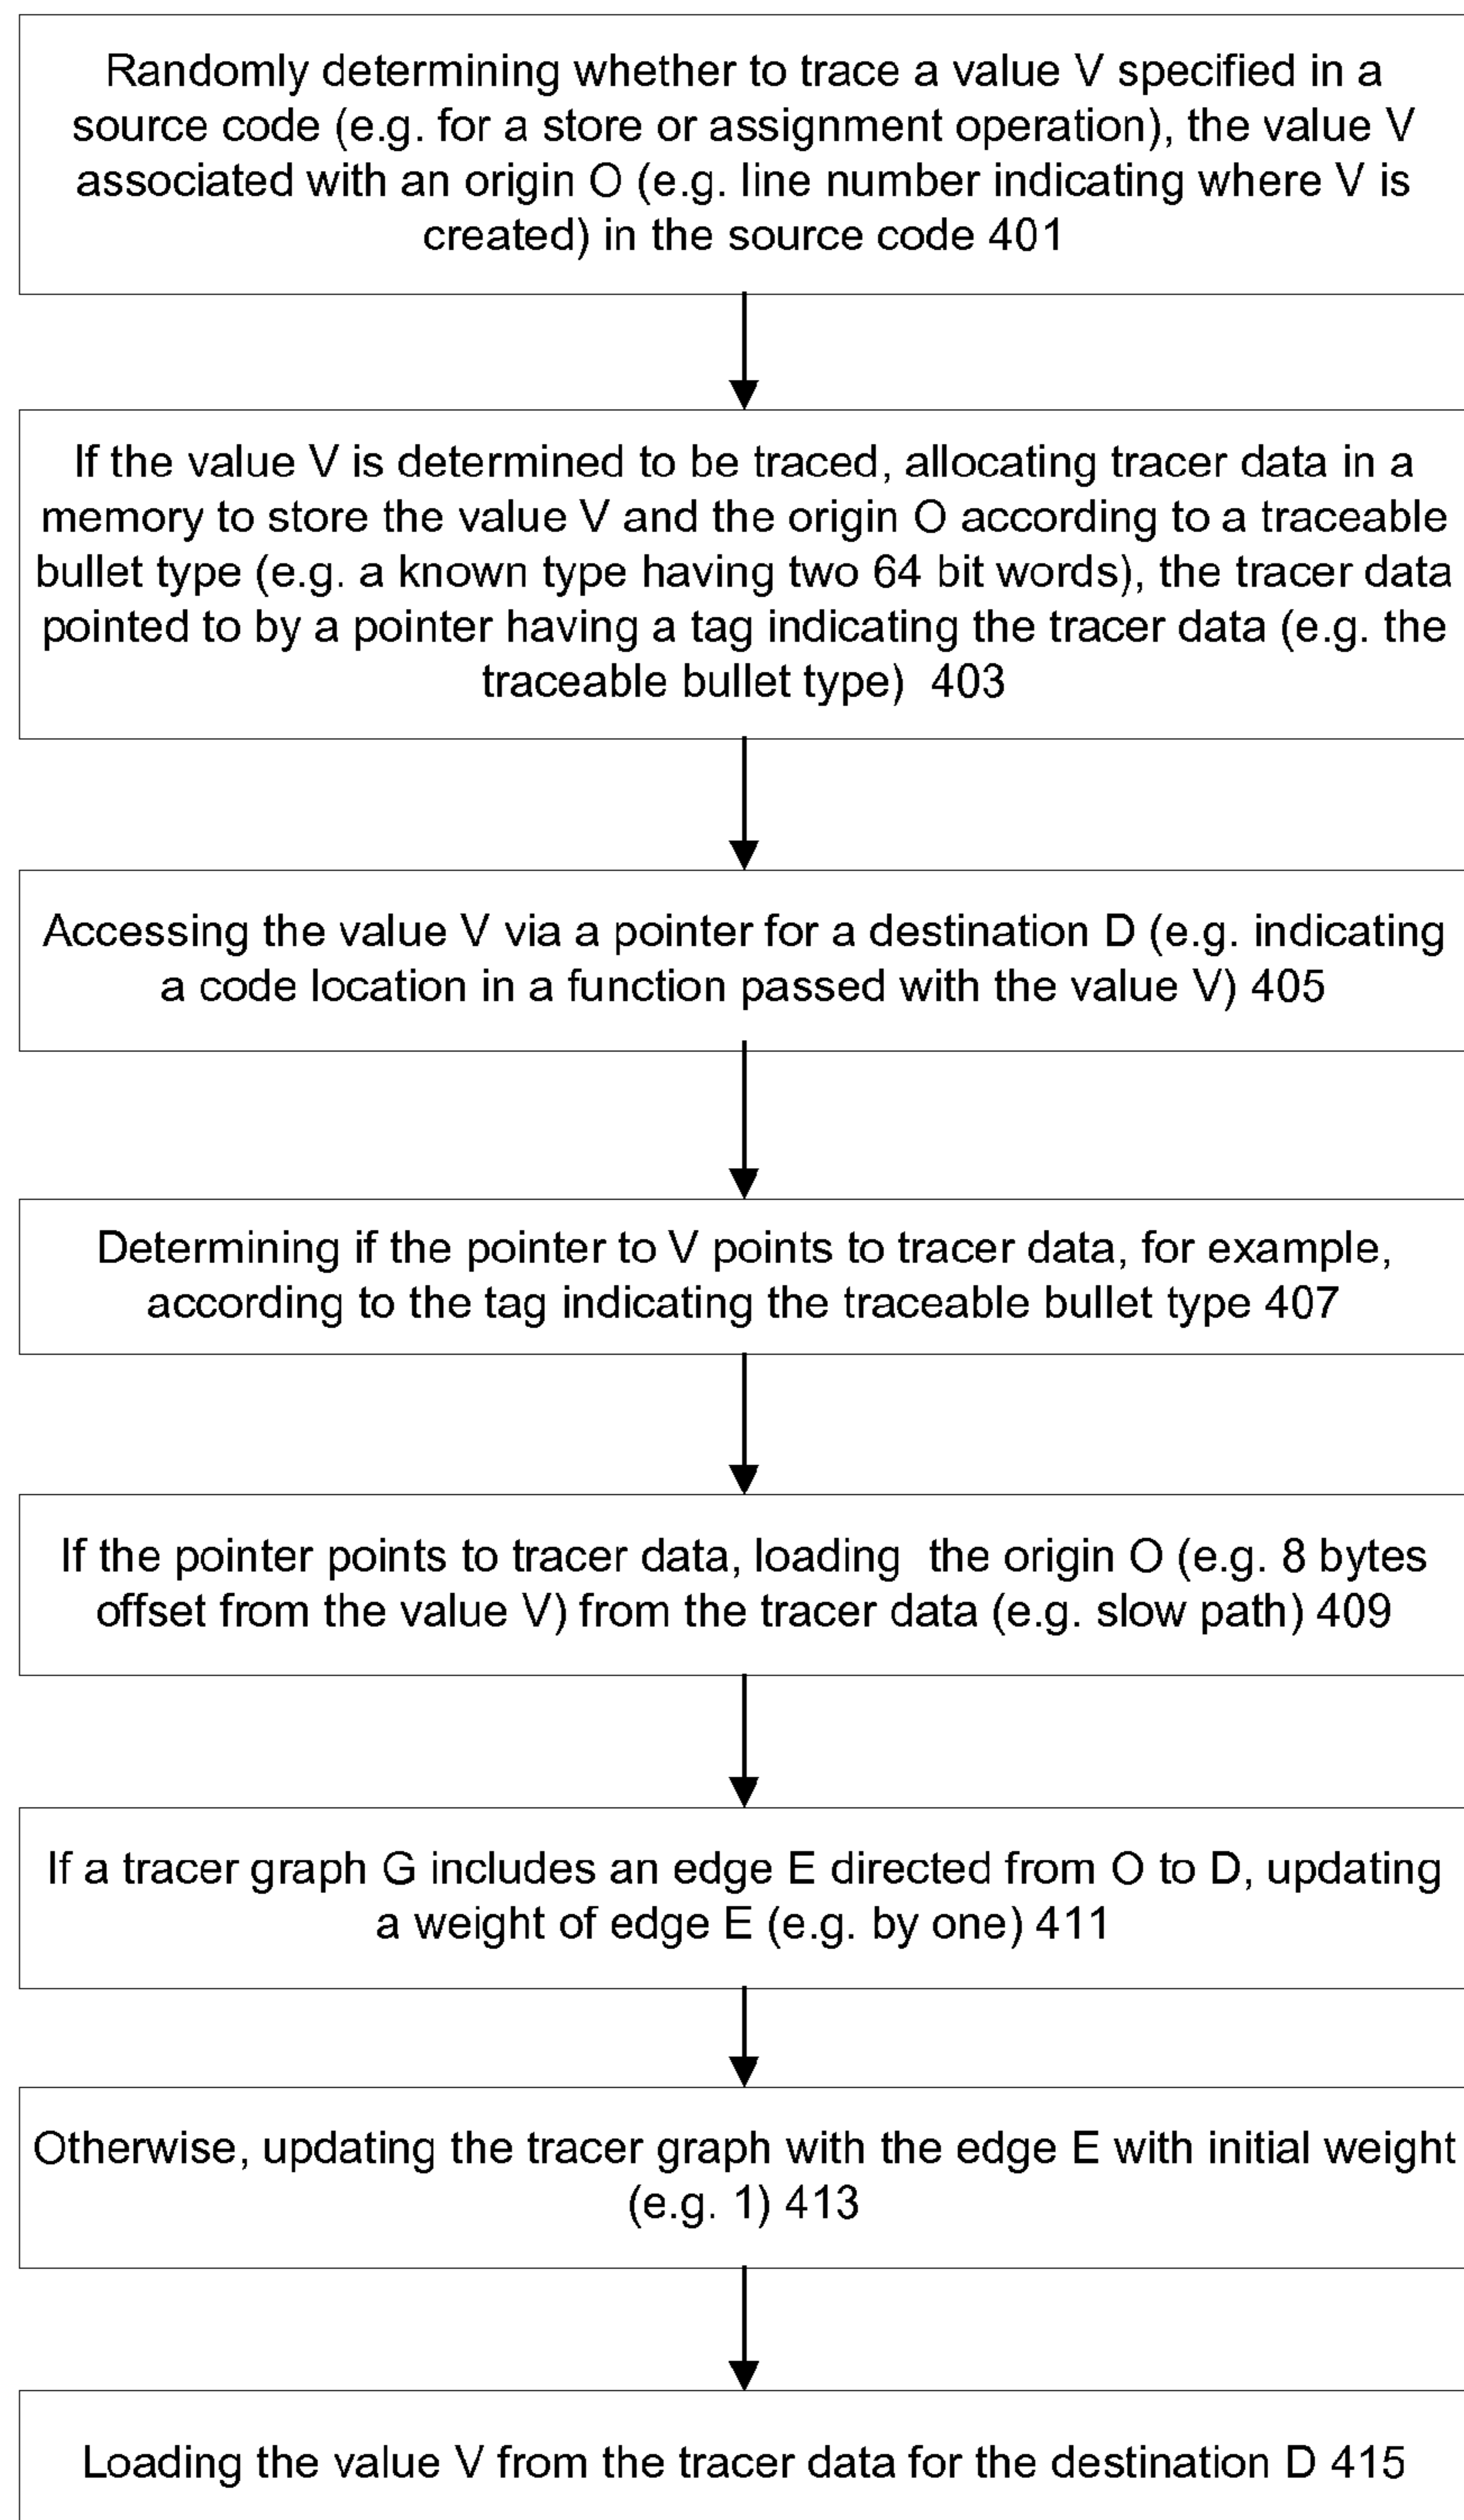 Randomly determining whether to trace a value V specified in a
source code (e.g. for a store or assignment operation), the value V
associated with an origin O (e.g. line number indicating where V is
created) in the source code 401
If the value V is determined to be traced, allocating tracer data in a
memory to store the value V and the origin O according to a traceable
bullet type (e.g. a known type having two 64 bit words), the tracer data
pointed to by a pointer having a tag indicating the tracer data (e.g. the
traceable bullet type) 403
Accessing the value V via a pointer for a destination D (e.g. indicating
a code location in a function passed with the value V) 405
Determining if the pointer to V points to tracer data, for example,
according to the tag indicating the traceable bullet type 407
If the pointer points to tracer data, loading the origin O (e.g. 8 bytes
offset from the value V) from the tracer data (e.g. slow path) 409
If a tracer graph G includes an edge E directed from O to D, updating
a weight of edge E (e.g. by one) 411
Otherwise, updating the tracer graph with the edge E with initial weight
(e.g. 1) 413
Loading the value V from the tracer data for the destination D 415